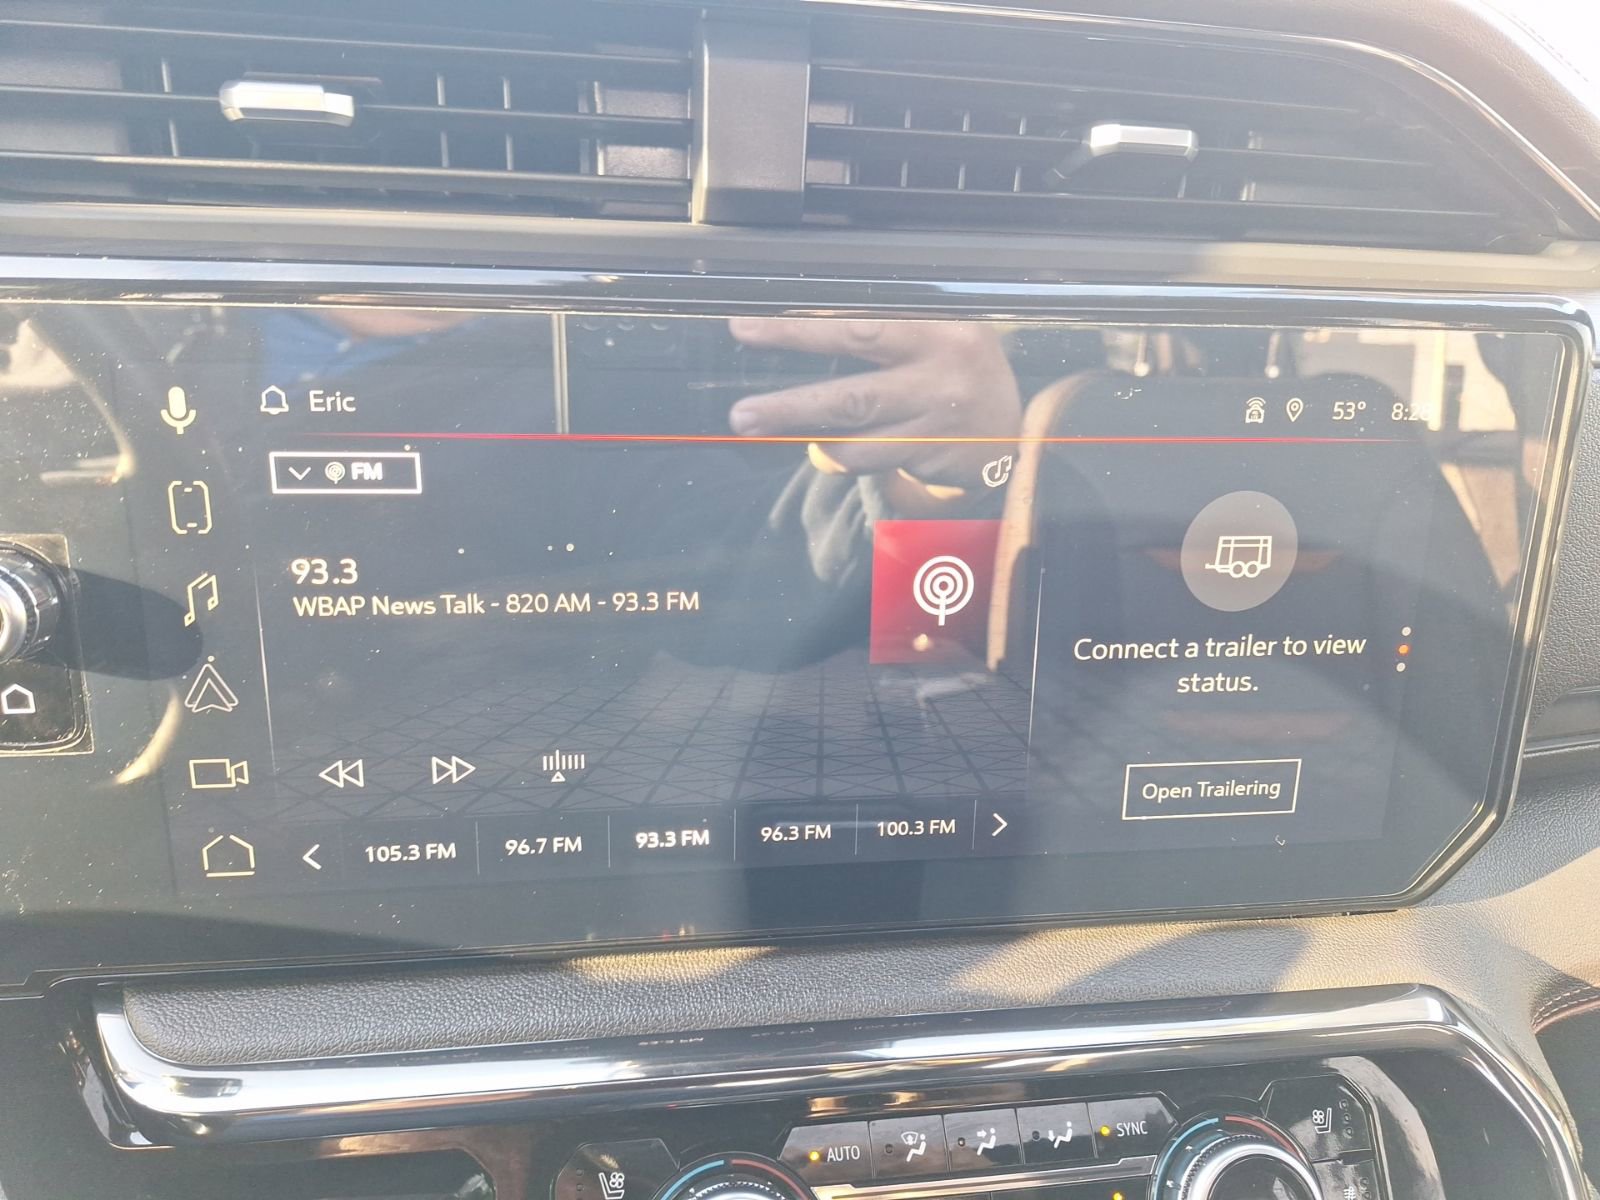 Eric
53°
FM
93.3
WBAP News Talk - 820 AM - 93.3 FM
Connect a trailer to view
status.
Open Trailering
105.3 FM
96.7 FM
93.3 FM
96.3 FM
100.3 FM
AUTO
SYNC